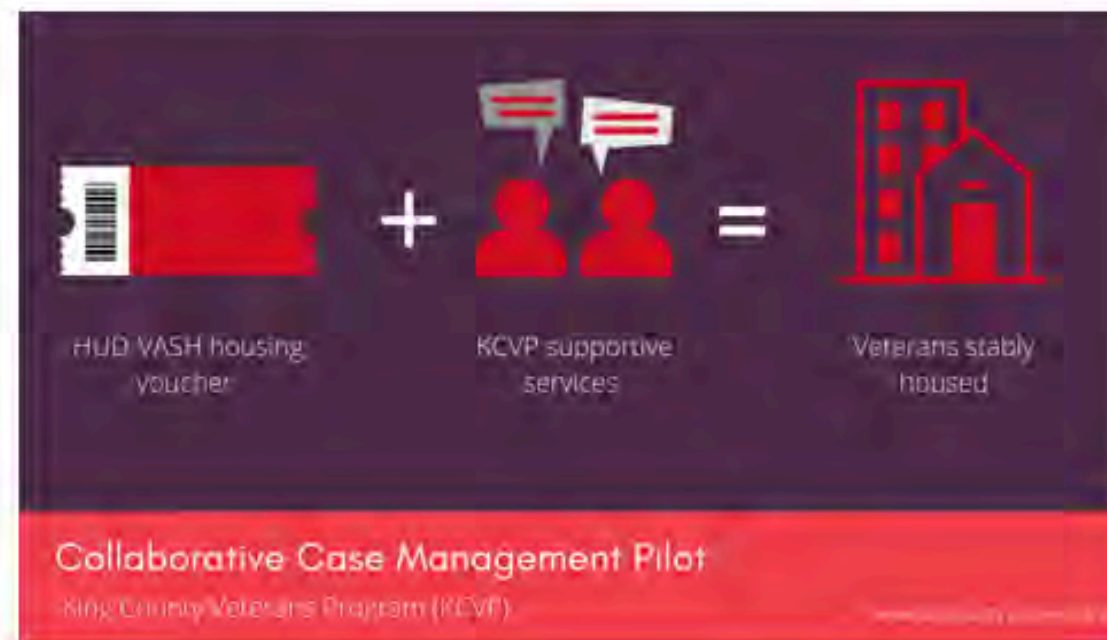 HUD-VASH housing
voucher
KCVP supportive
services
Veterans stably
housed
Collaborative Case Management Pilot
King County Veterans Program (KCVP)